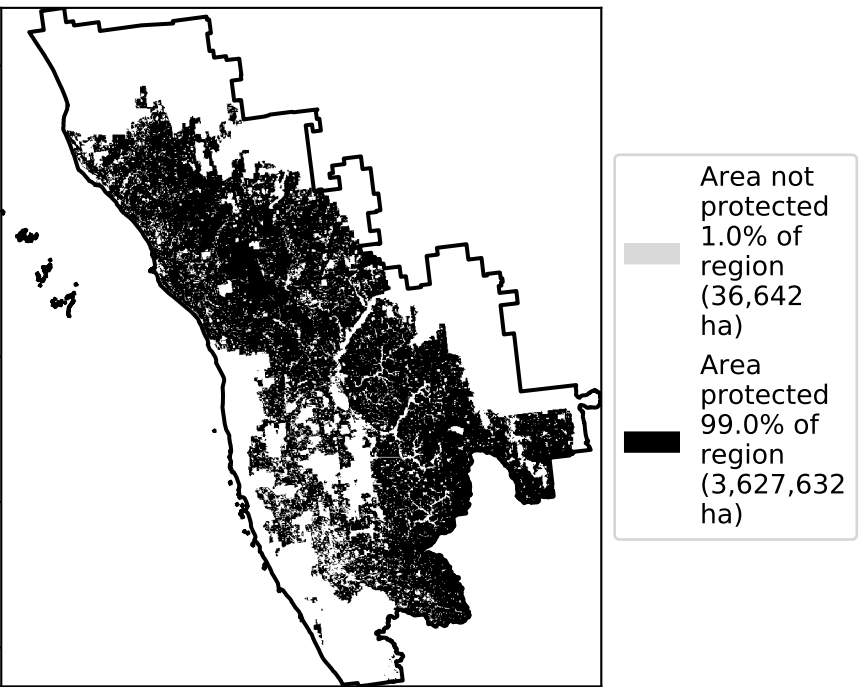 Area not
protected
1.0% of
region
(36,642
ha)
Area
protected
99.0% of
region
(3,627,632
ha)